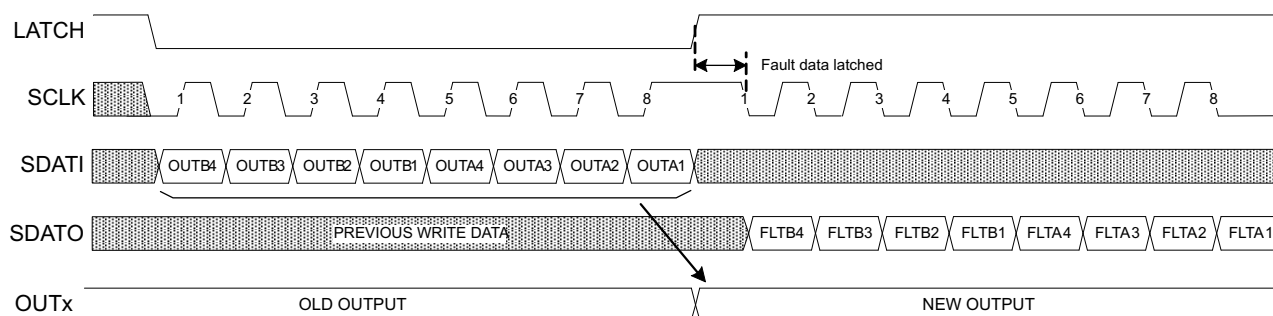 LATCH
Fault data latched
SCLK 1 2 3 4 5 6 7 8 1 2 3 4 5 6 7 8
SDATI OUTB4 OUTB3 OUTB2 OUTB1 OUTA4 OUTA3 OUTA2 OUTA1
SDATO PREVIOUS WRITE DATA FLTB4 FLTB3 FLTB2 FLTB1 FLTA4 FLTA3 FLTA2 FLTA1
OUTx OLD OUTPUT NEW OUTPUT